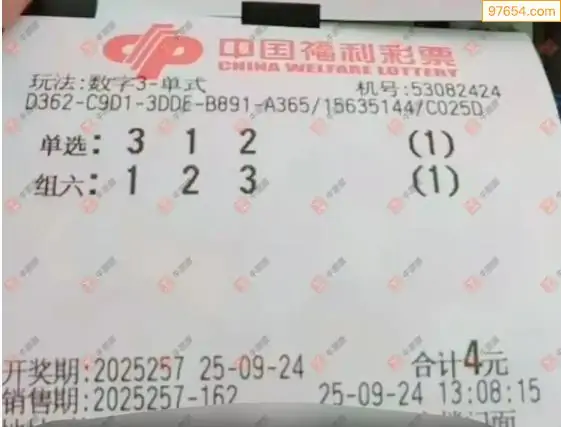 97654.com
中国福利彩票
CHINA WELFARE LOTTERY
玩法:数字3-单式 机号:53082424
D362-C9D1-3DDE-B891-A365/15635144/C025D
单选: 3 1 2 (1)
组六: 1 2 3 (1)
开奖期:2025257 25-09-24 合计4元
销售期:2025257-162 25-09-24 13:08:15